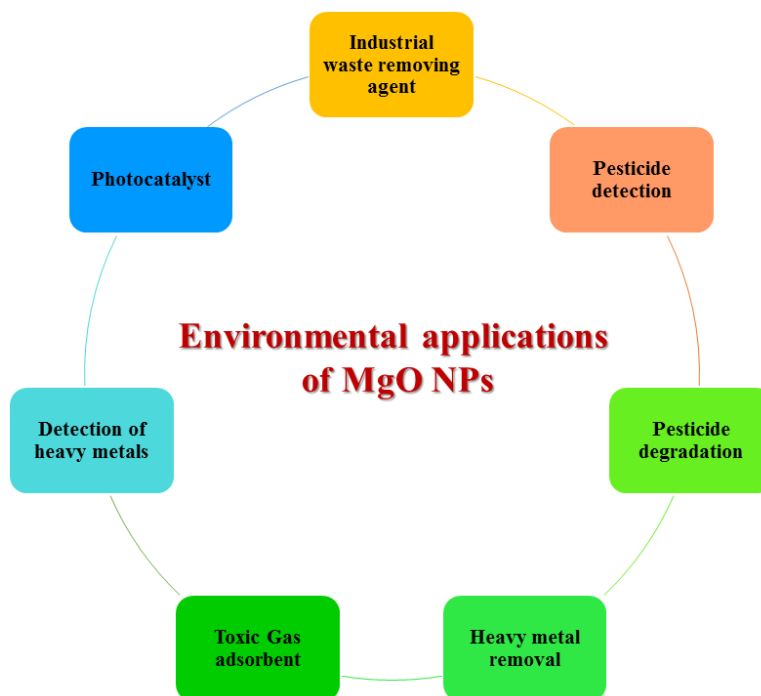 Industrial
waste removing
agent
Pesticide
detection
Pesticide
degradation
Heavy metal
removal
Toxic Gas
adsorbent
Detection of
heavy metals
Photocatalyst
Environmental applications
of MgO NPs